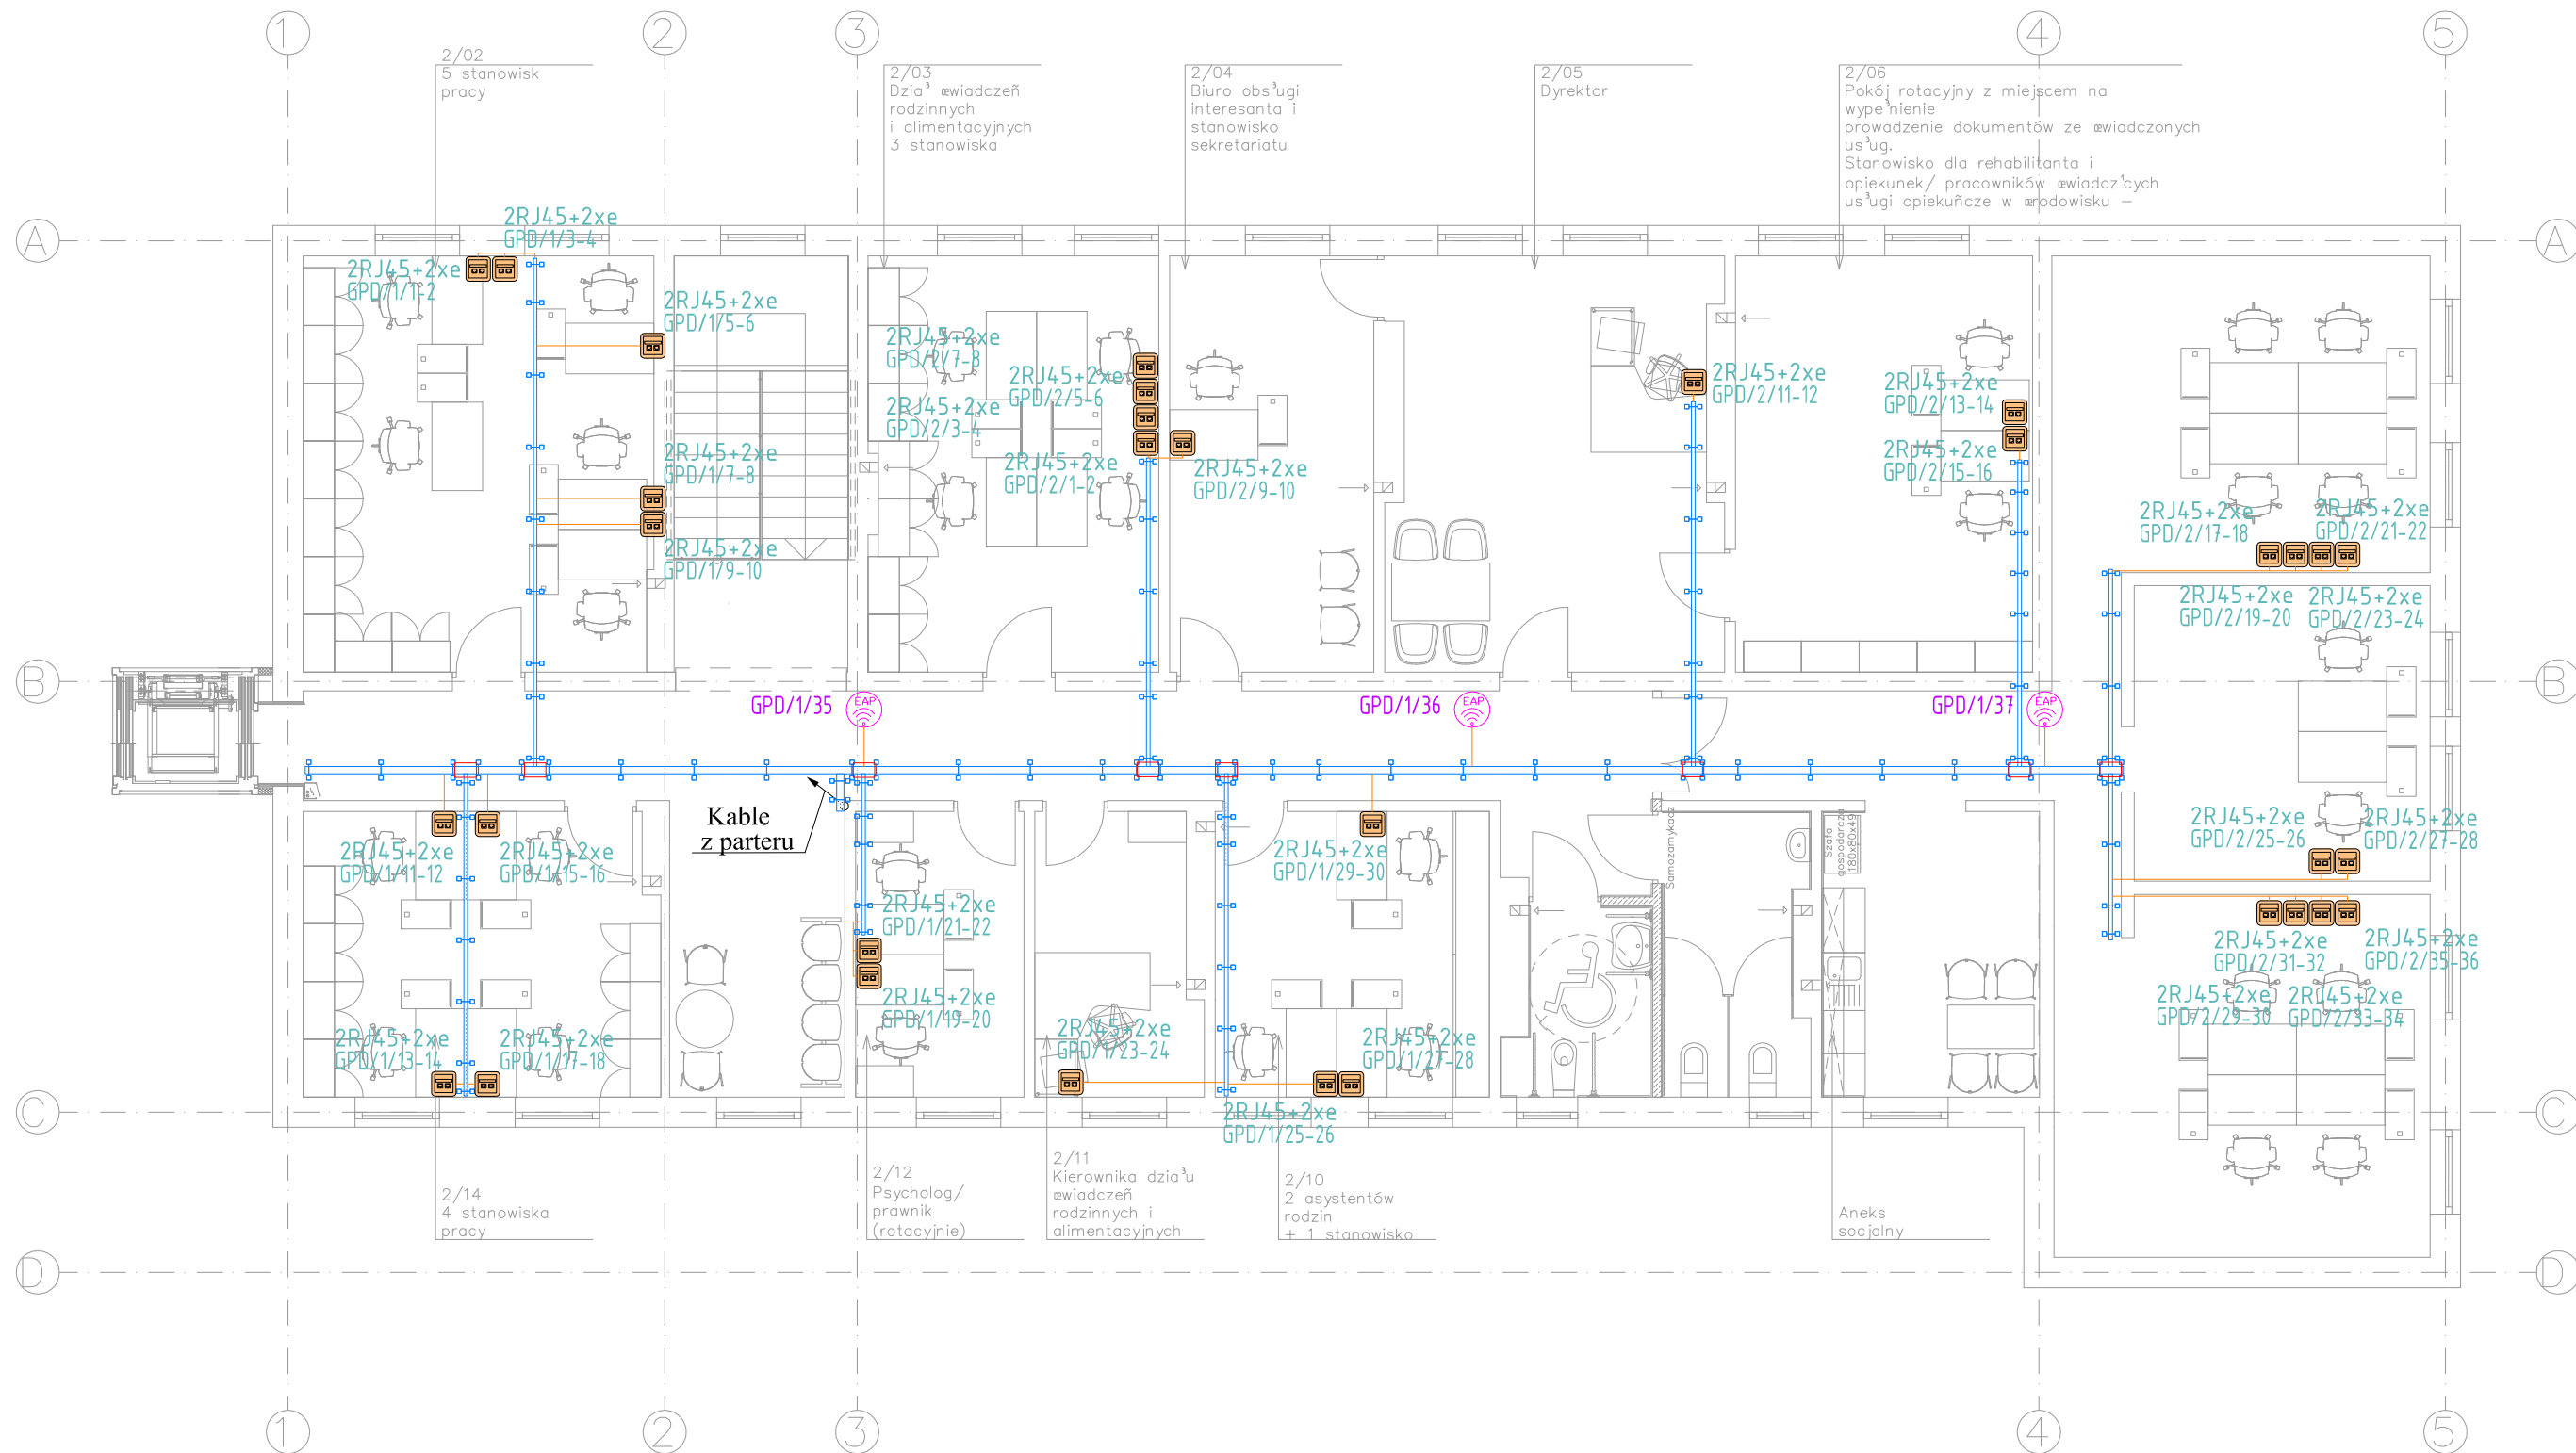 1
2
3
4
5
2/02
5 stanowisk
pracy
2/03
Dzia³ œwiadczeñ
rodzinnych
i alimentacyjnych
3 stanowiska
2/04
Biuro obs³ugi
interesanta i
stanowisko
sekretariatu
2/05
Dyrektor
2/06
Pokój rotacyjny z miejscem na
wype³nienie
prowadzenie dokumentów ze œwiadczonych
us³ug.
Stanowisko dla rehabilitanta i
opiekunek/ pracowników œwiadcz¹cych
us³ugi opiekuńcze w œrodowisku –
A
A
2RJ45+2xe
GPD/1/3-4
2RJ45+2xe
GPD/1/1-2
2RJ45+2xe
GPD/1/5-6
2RJ45+2xe
GPD/1/7-8
2RJ45+2xe
GPD/1/9-10
2RJ45+2xe
GPD/2/7-8
2RJ45+2xe
GPD/2/5-6
2RJ45+2xe
GPD/2/3-4
2RJ45+2xe
GPD/2/1-2
2RJ45+2xe
GPD/2/9-10
2RJ45+2xe
GPD/2/11-12
2RJ45+2xe
GPD/2/13-14
2RJ45+2xe
GPD/2/15-16
2RJ45+2xe
GPD/2/17-18
2RJ45+2xe
GPD/2/21-22
2RJ45+2xe
GPD/2/19-20
2RJ45+2xe
GPD/2/23-24
B
B
GPD/1/35
EAP
GPD/1/36
EAP
GPD/1/37
EAP
Kable
z parteru
Samozamykacz
Szafa
gospodarcza
180x80x49
2RJ45+2xe
GPD/2/25-26
2RJ45+2xe
GPD/2/27-28
2RJ45+2xe
GPD/1/11-12
2RJ45+2xe
GPD/1/15-16
2RJ45+2xe
GPD/1/29-30
2RJ45+2xe
GPD/1/21-22
2RJ45+2xe
GPD/1/19-20
2RJ45+2xe
GPD/2/31-32
2RJ45+2xe
GPD/2/35-36
2RJ45+2xe
GPD/2/29-30
2RJ45+2xe
GPD/2/33-34
2RJ45+2xe
GPD/1/13-14
2RJ45+2xe
GPD/1/17-18
2RJ45+2xe
GPD/1/23-24
2RJ45+2xe
GPD/1/27-28
2RJ45+2xe
GPD/1/25-26
C
C
2/14
4 stanowiska
pracy
2/12
Psycholog/
prawnik
(rotacyjnie)
2/11
Kierownika dzia³u
œwiadczeń
rodzinnych i
alimentacyjnych
2/10
2 asystentów
rodzin
+ 1 stanowisko
Aneks
socjalny
D
D
1
2
3
4
5